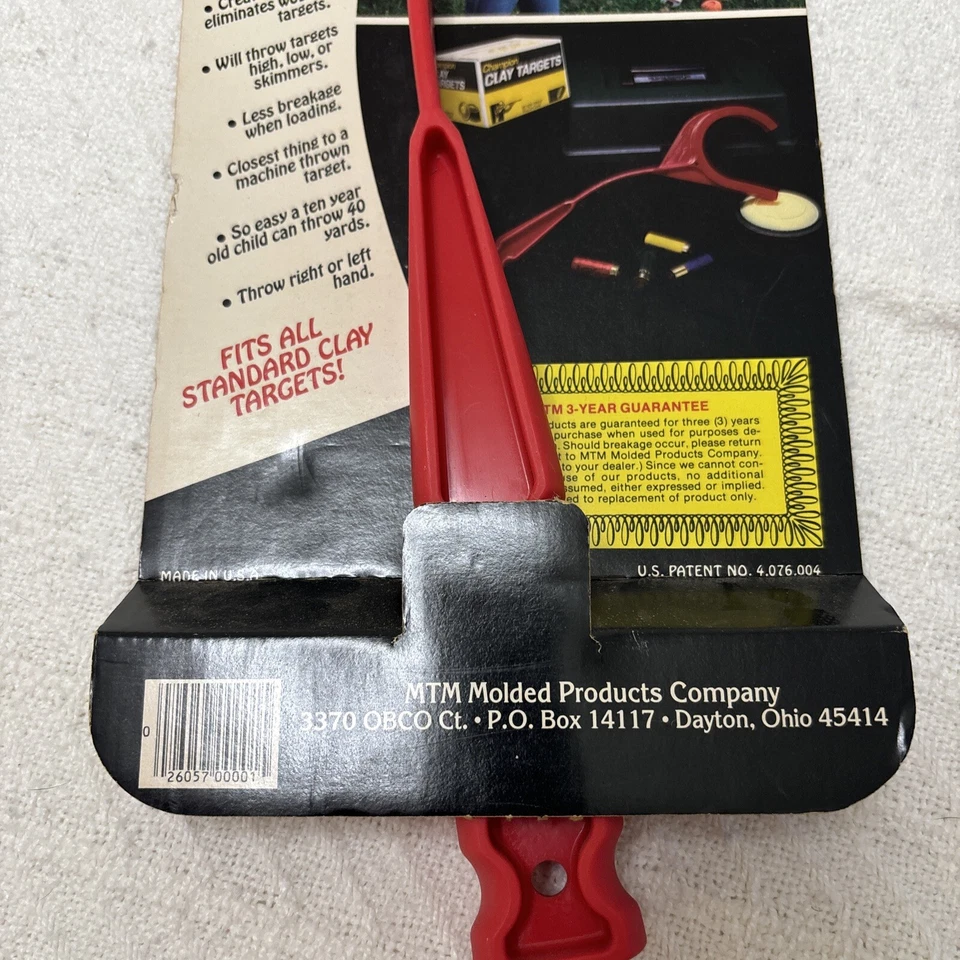 eliminates
targets.
• Will throw targets
high, low, or
skimmers.
• Less breakage
when loading.
• Closest thing to a
machine thrown
target.
• So easy a ten year
old child can throw 40
yards.
• Throw right or left
hand.
FITS ALL
STANDARD CLAY
TARGETS!
Champion
CLAY TARGETS
TM 3-YEAR GUARANTEE
ducts are guaranteed for three (3) years
purchase when used for purposes de-
. Should breakage occur, please return
t to MTM Molded Products Company.
to your dealer.) Since we cannot con-
use of our products, no additional
sumed, either expressed or implied.
ed to replacement of product only.
MADE IN U.S.A.
U.S. PATENT NO. 4,076,004
MTM Molded Products Company
3370 OBCO Ct. • P.O. Box 14117 • Dayton, Ohio 45414
0 26057 00001